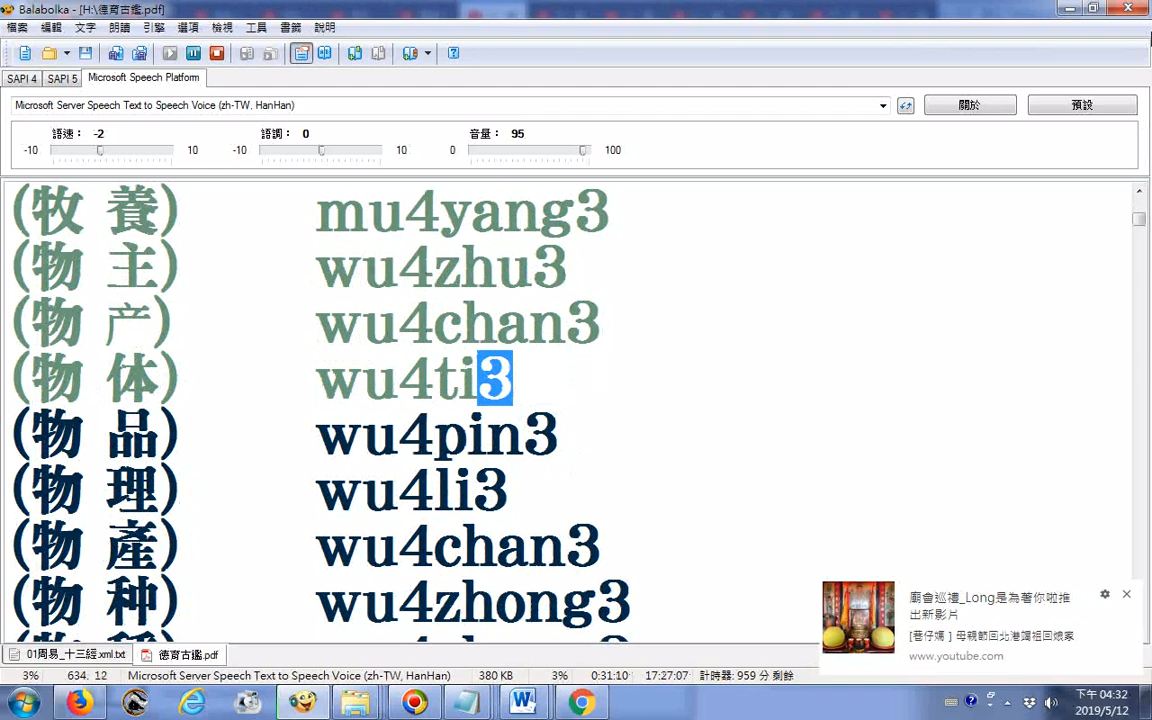 Balabolka - [H:\德育古鑑.pdf]
檔案 編輯 文字 朗讀 引擎 選項 檢視 工具 書籤 說明
SAPI 4 SAPI 5 Microsoft Speech Platform
Microsoft Server Speech Text to Speech Voice (zh-TW, HanHan) 關於 預設
語速： -2 語調： 0 音量： 95
-10 10 -10 10 0 100
(牧 養) mu4yang3
(物 主) wu4zhu3
(物 产) wu4chan3
(物 体) wu4ti3
(物 品) wu4pin3
(物 理) wu4li3
(物 產) wu4chan3
(物 种) wu4zhong3
廟會巡禮_Long是為著你啦推
出新影片
[巷仔媽 ] 母親節回北港謁祖回娘家
www.youtube.com
01周易_十三經.xml.txt 德育古鑑.pdf
3% 634, 12 Microsoft Server Speech Text to Speech Voice (zh-TW, HanHan) 380 KB 3% 0:31:10 17:27:07 計時器: 959 分 剩餘
下午 04:32
2019/5/12